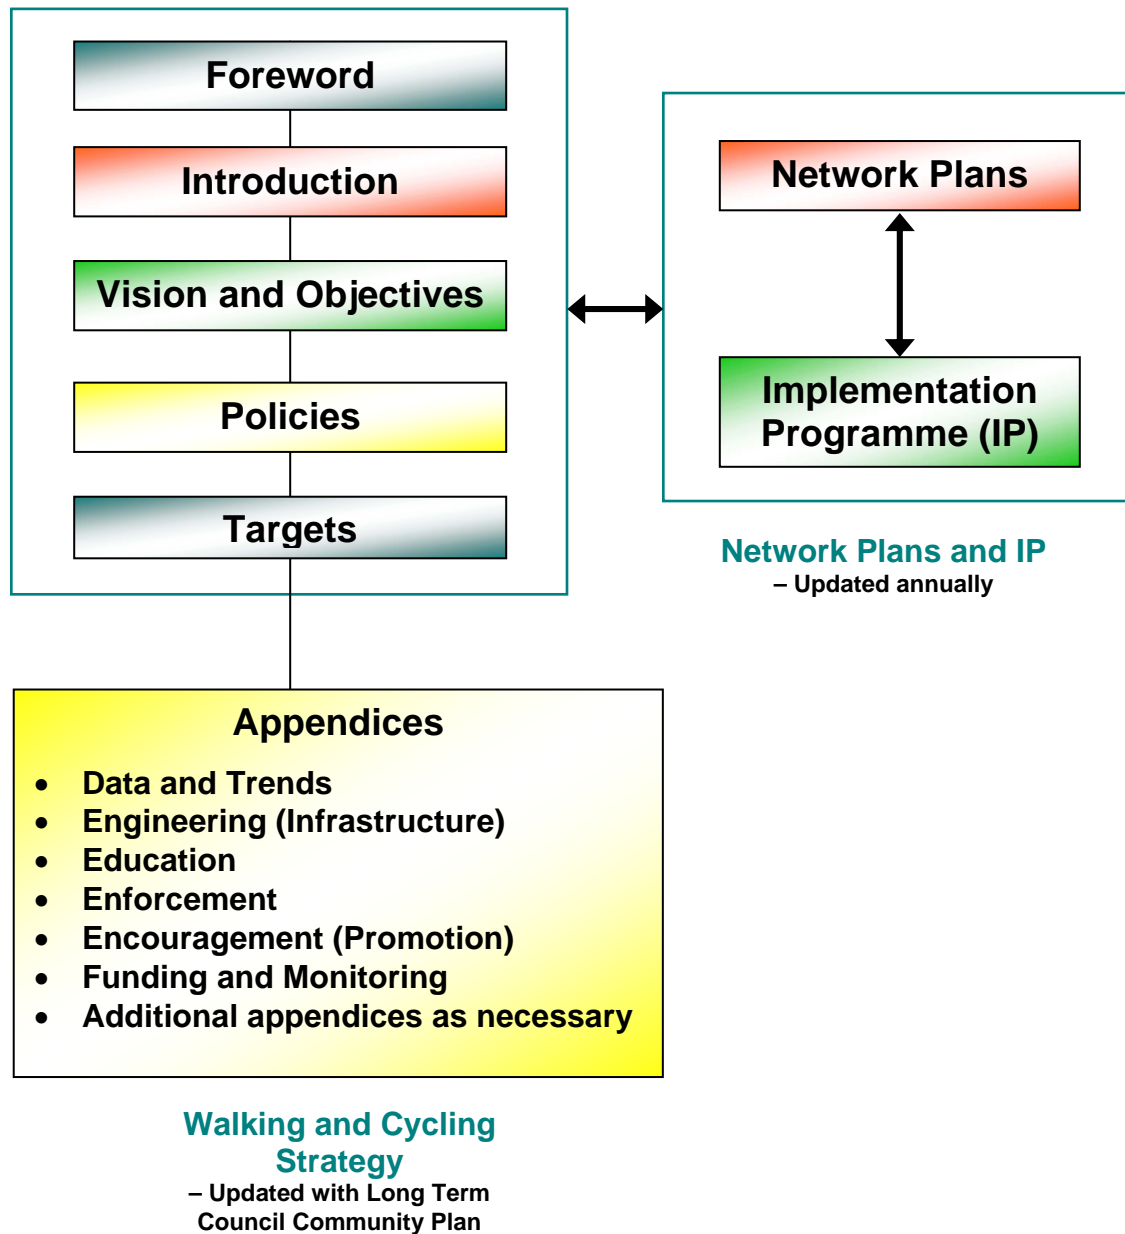 Foreword
Introduction
Vision and Objectives
Policies
Targets
Network Plans
Implementation
Programme (IP)
Network Plans and IP
– Updated annually
Appendices
• Data and Trends
• Engineering (Infrastructure)
• Education
• Enforcement
• Encouragement (Promotion)
• Funding and Monitoring
• Additional appendices as necessary
Walking and Cycling
Strategy
– Updated with Long Term
Council Community Plan